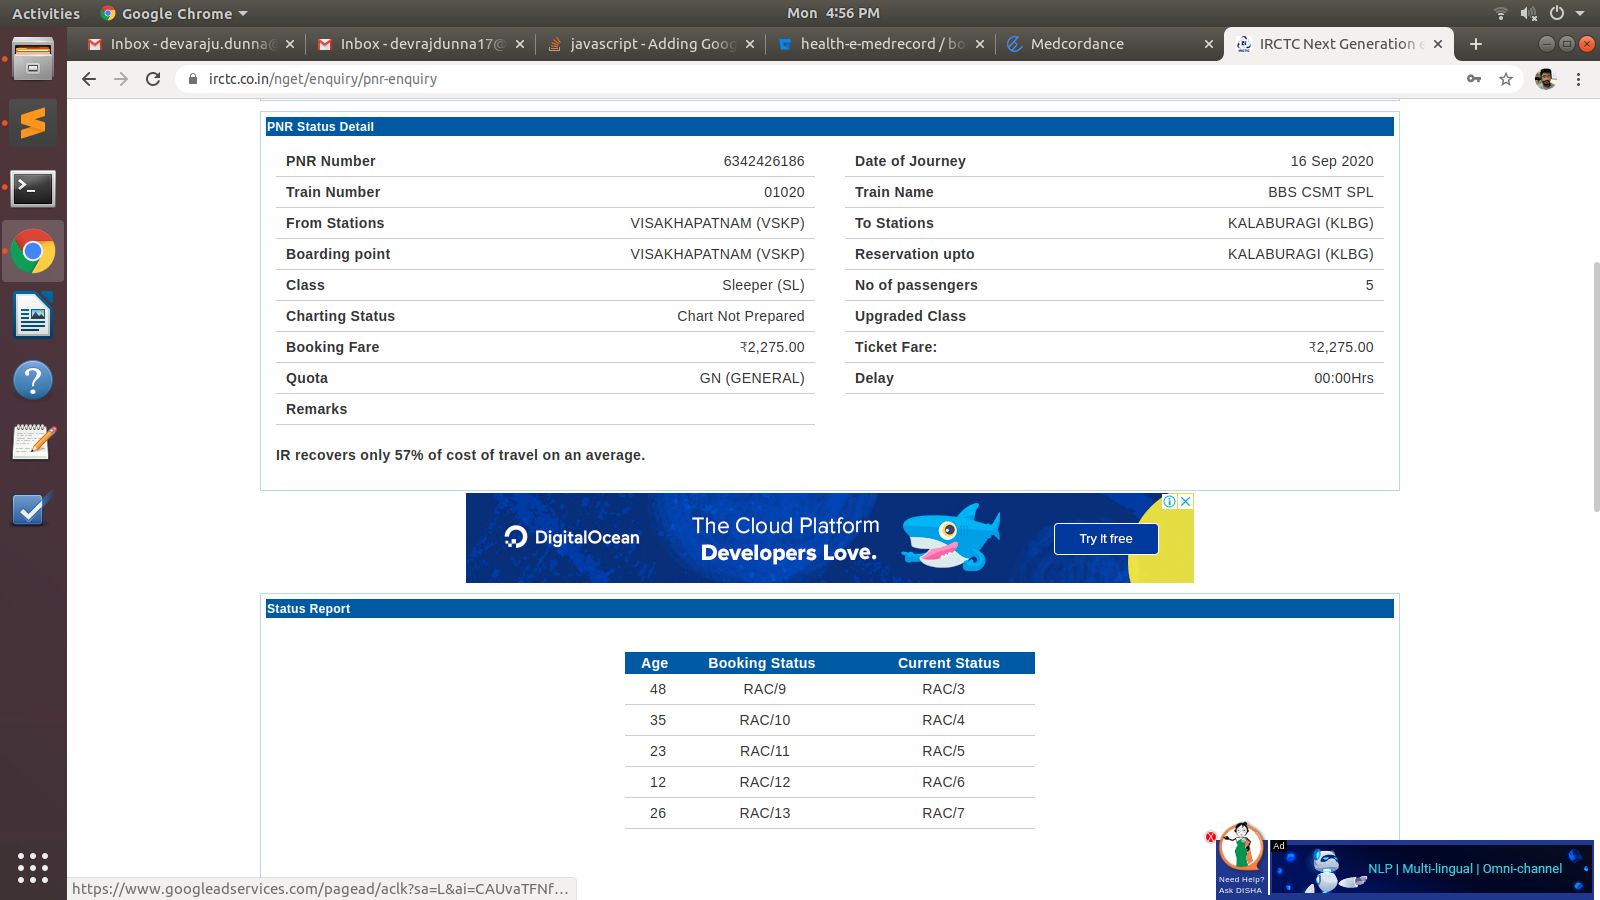 Activities
Google Chrome
Mon 4:56 PM
Inbox - devaraju.dunna@
Inbox - devrajdunna17@
javascript - Adding Goog
health-e-medrecord / bo
Medcordance
IRCTC Next Generation e
irctc.co.in/nget/enquiry/pnr-enquiry
PNR Status Detail
PNR Number 6342426186 Date of Journey 16 Sep 2020
Train Number 01020 Train Name BBS CSMT SPL
From Stations VISAKHAPATNAM (VSKP) To Stations KALABURAGI (KLBG)
Boarding point VISAKHAPATNAM (VSKP) Reservation upto KALABURAGI (KLBG)
Class Sleeper (SL) No of passengers 5
Charting Status Chart Not Prepared Upgraded Class
Booking Fare ₹2,275.00 Ticket Fare: ₹2,275.00
Quota GN (GENERAL) Delay 00:00Hrs
Remarks
IR recovers only 57% of cost of travel on an average.
DigitalOcean
The Cloud Platform
Developers Love.
Try it free
Status Report
Age Booking Status Current Status
48 RAC/9 RAC/3
35 RAC/10 RAC/4
23 RAC/11 RAC/5
12 RAC/12 RAC/6
26 RAC/13 RAC/7
X
Need Help?
Ask DISHA
Ad
NLP | Multi-lingual | Omni-channel
https://www.googleadservices.com/pagead/aclk?sa=L&ai=CAUvaTFNf...